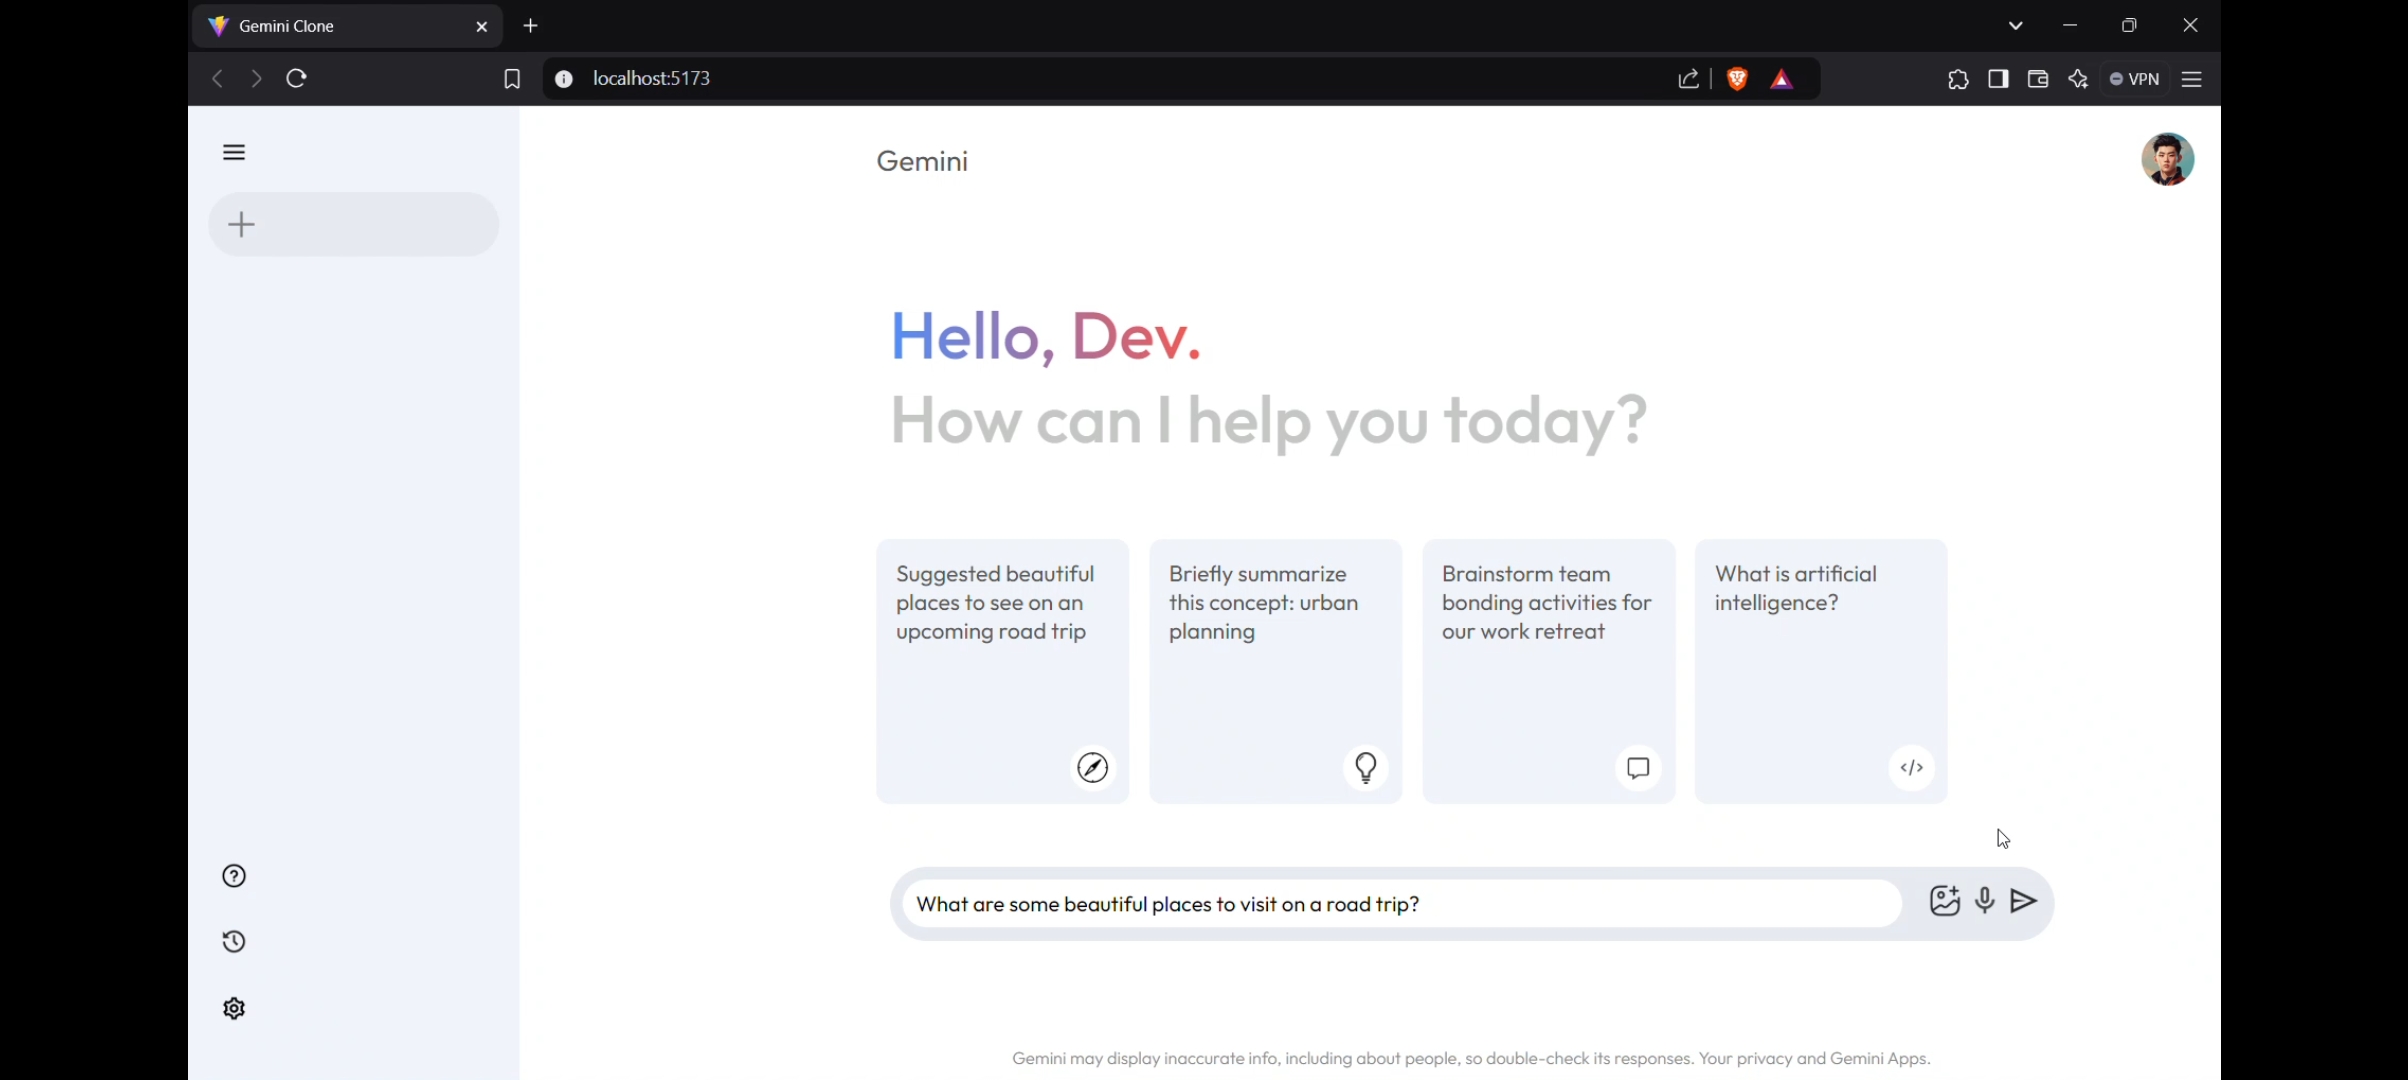 Gemini Clone
localhost:5173
VPN
Gemini
Hello, Dev.
How can I help you today?
Suggested beautiful
places to see on an
upcoming road trip
Briefly summarize
this concept: urban
planning
Brainstorm team
bonding activities for
our work retreat
What is artificial
intelligence?
What are some beautiful places to visit on a road trip?
Gemini may display inaccurate info, including about people, so double-check its responses. Your privacy and Gemini Apps.